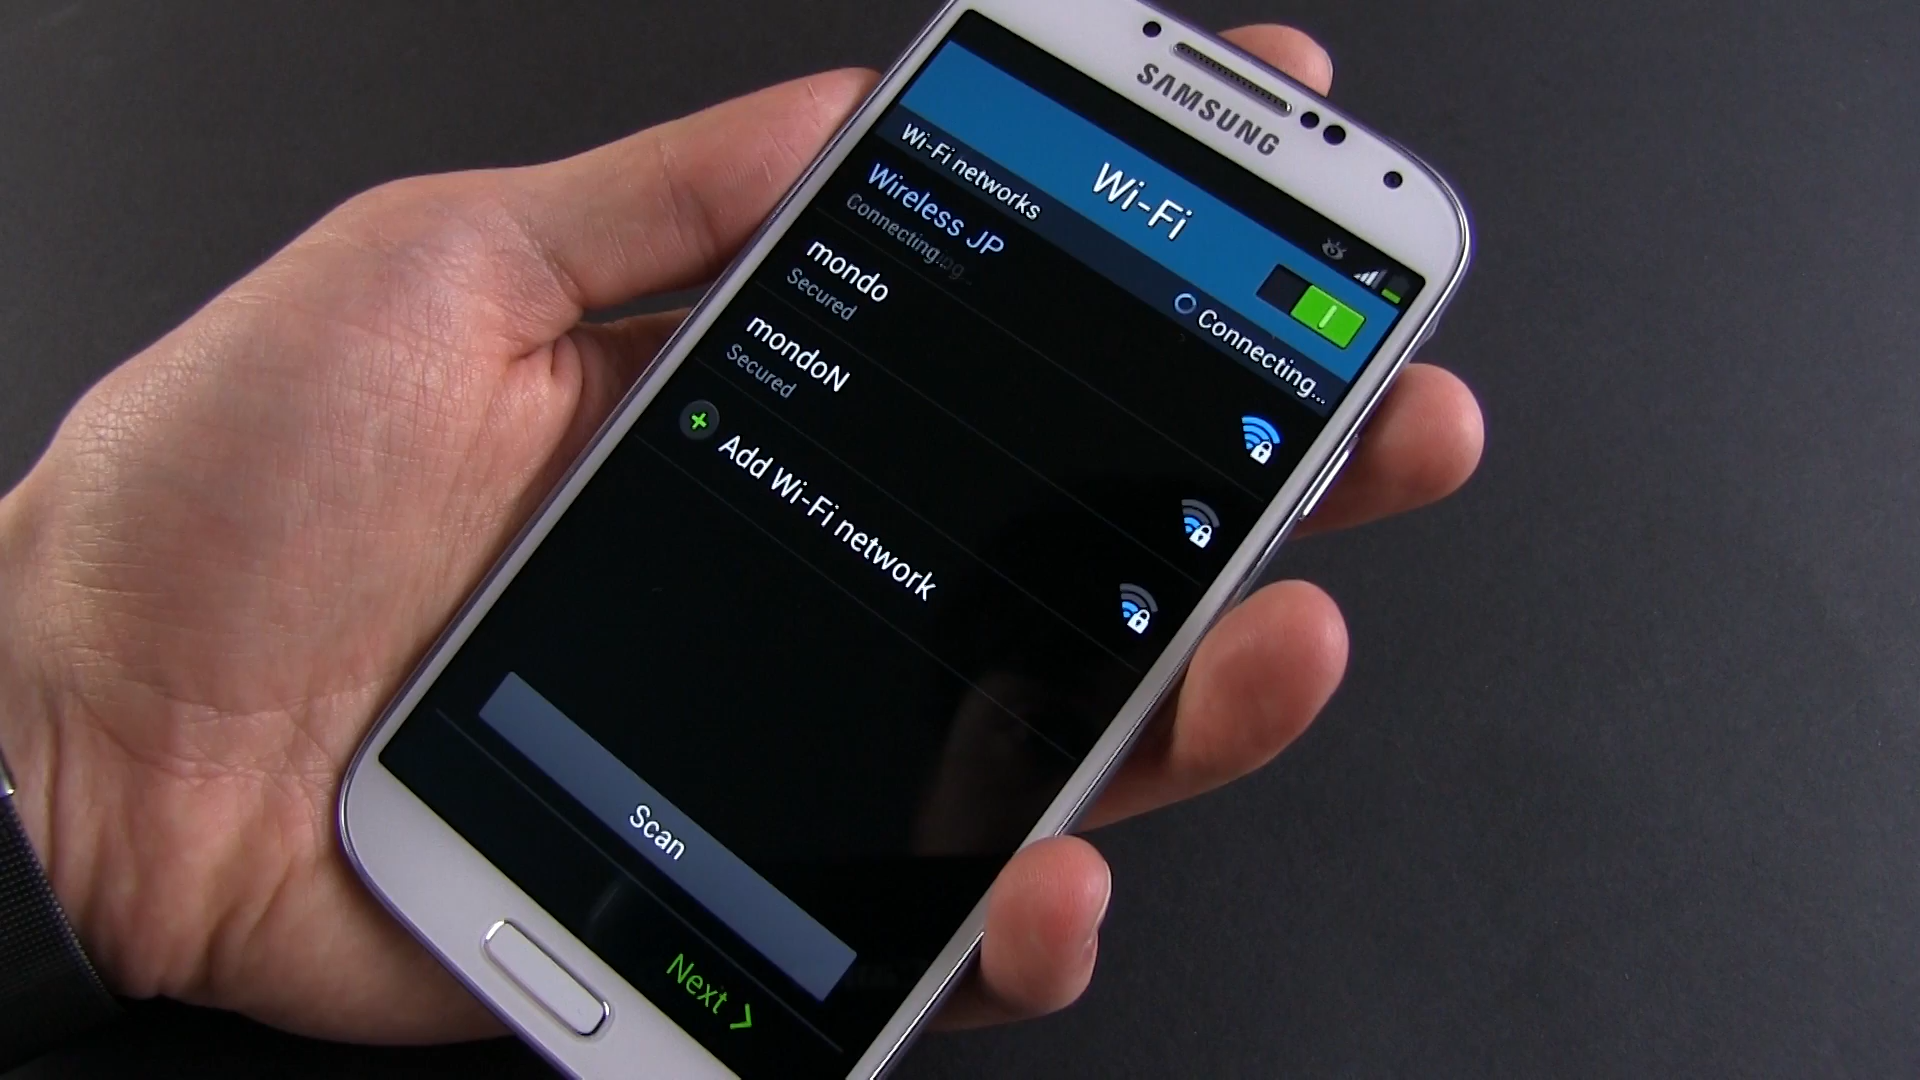 SAMSUNG
Wi-Fi
Wi-Fi networks
Connecting...
Wireless JP
Connecting...
mondo
Secured
mondoN
Secured
Add Wi-Fi network
Scan
Next